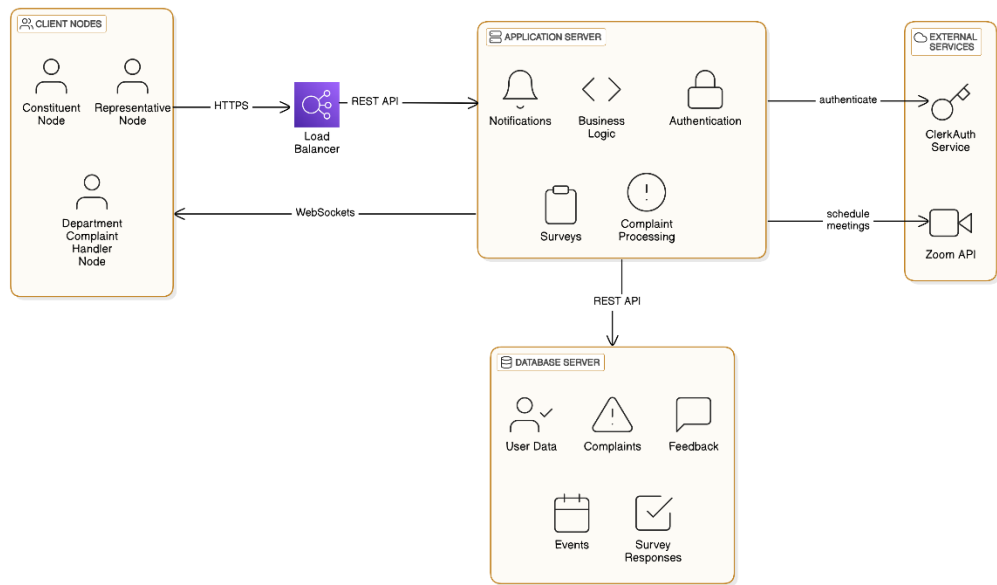 CLIENT NODES
Constituent
Node
Representative
Node
Department
Complaint
Handler
Node
HTTPS
Load
Balancer
REST API
WebSockets
APPLICATION SERVER
Notifications
Business
Logic
Authentication
Surveys
Complaint
Processing
authenticate
schedule
meetings
EXTERNAL
SERVICES
ClerkAuth
Service
Zoom API
REST API
DATABASE SERVER
User Data
Complaints
Feedback
Events
Survey
Responses